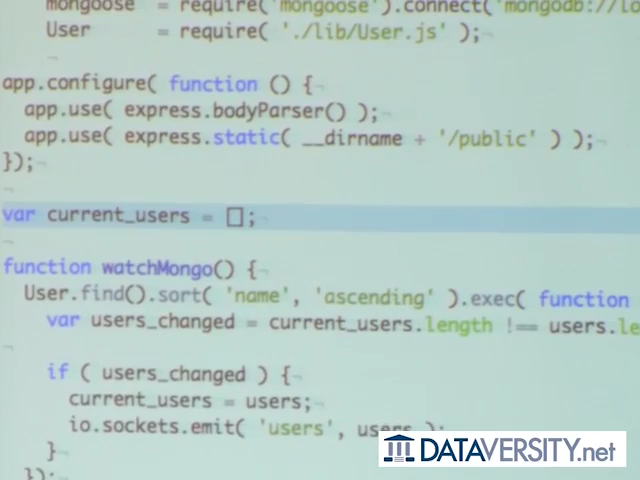 mongoose = require('mongoose').connect('mongodb://lo
User = require( './lib/User.js' );
app.configure( function () {
app.use( express.bodyParser() );
app.use( express.static( __dirname + '/public' ) );
});
var current_users = [];
function watchMongo() {
User.find().sort( 'name', 'ascending' ).exec( function
var users_changed = current_users.length !== users.le
if ( users_changed ) {
current_users = users;
io.sockets.emit( 'users', users );
}
});
DATAVERSITY.net